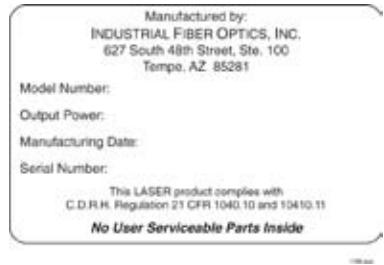 Manufactured by:
INDUSTRIAL FIBER OPTICS, INC.
627 South 48th Street, Ste. 100
Tempe, AZ 85281
Model Number:
Output Power:
Manufacturing Date:
Serial Number:
This LASER product complies with
C.D.R.H. Regulation 21 CFR 1040.10 and 10410.11
No User Serviceable Parts Inside